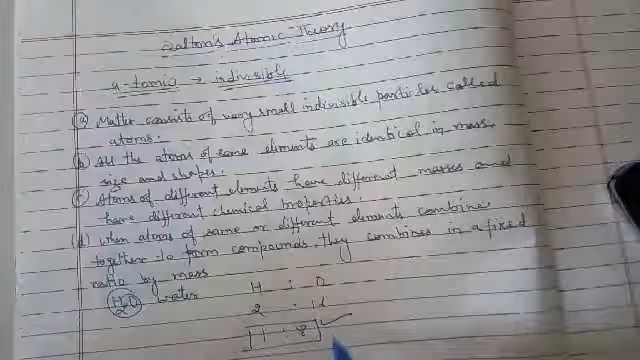 Dalton's Atomic Theory
a-tomio → indivisible
(a) Matter consists of very small indivisible particles called
atoms.
(b) All the atoms of same elements are identical in mass,
size and shapes.
(c) Atoms of different elements have different masses and
have different chemical properties.
(d) when atoms of same or different elements combine
together to form compounds, they combines in a fixed
ratio by mass
H2O water H : O
2 :
1 : 8